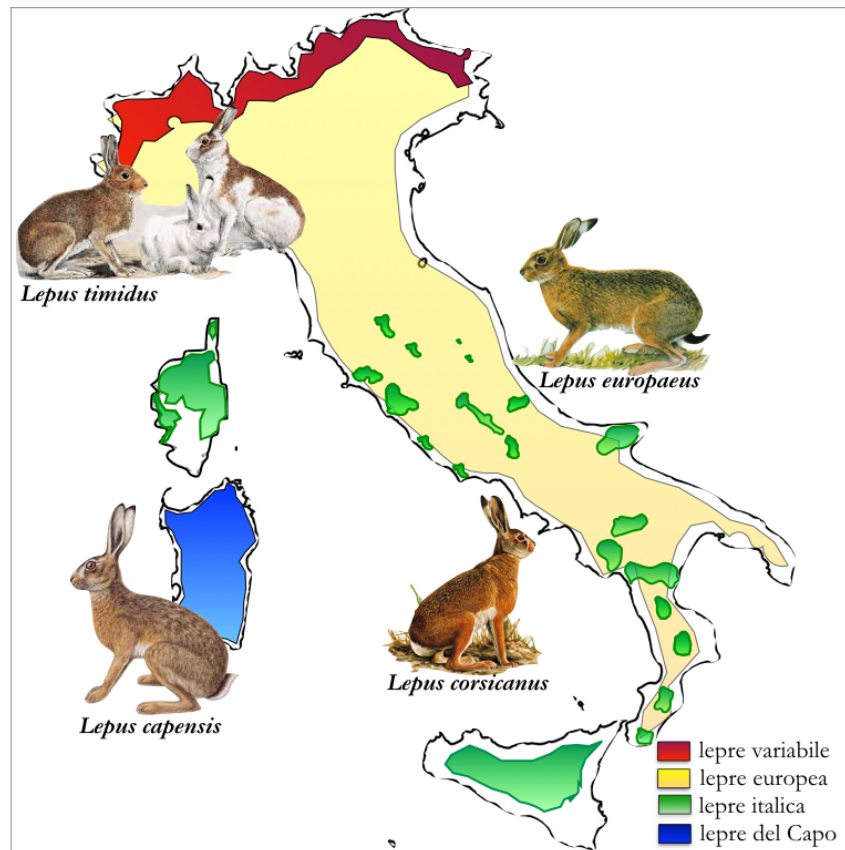 Lepus timidus
Lepus europaeus
Lepus corsicanus
Lepus capensis
lepre variabile
lepre europea
lepre italica
lepre del Capo